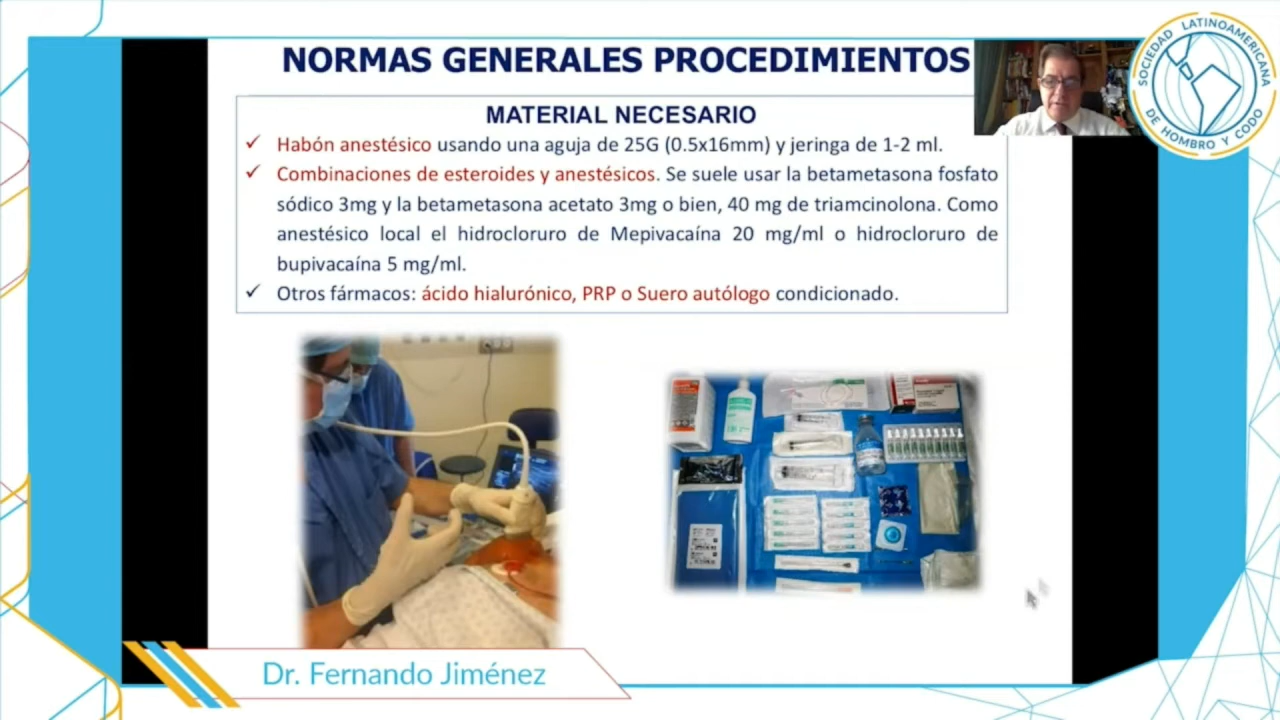 NORMAS GENERALES PROCEDIMIENTOS
MATERIAL NECESARIO
✓ Habón anestésico usando una aguja de 25G (0.5x16mm) y jeringa de 1-2 ml.
✓ Combinaciones de esteroides y anestésicos. Se suele usar la betametasona fosfato
sódico 3mg y la betametasona acetato 3mg o bien, 40 mg de triamcinolona. Como
anestésico local el hidrocloruro de Mepivacaína 20 mg/ml o hidrocloruro de
bupivacaína 5 mg/ml.
✓ Otros fármacos: ácido hialurónico, PRP o Suero autólogo condicionado.
SOCIEDAD LATINOAMERICANA
DE HOMBRO Y CODO
Dr. Fernando Jiménez